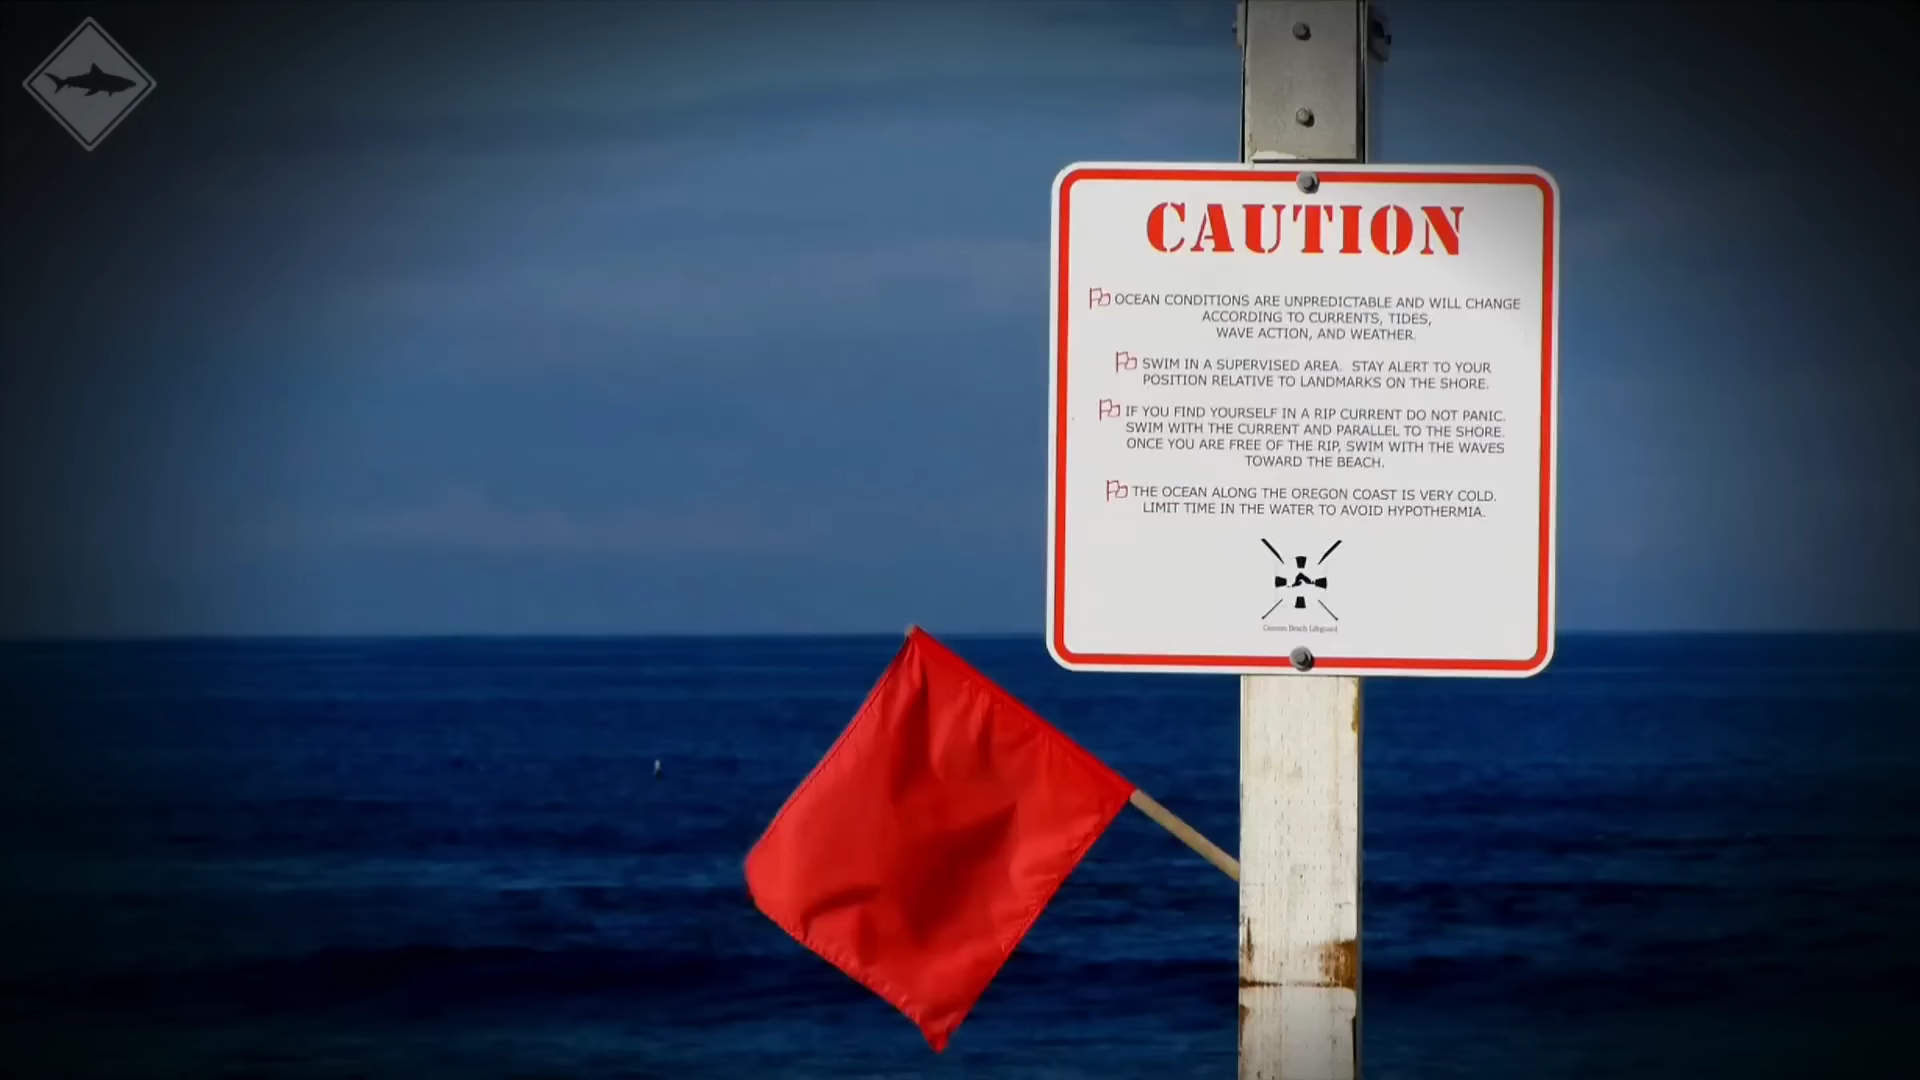 CAUTION
OCEAN CONDITIONS ARE UNPREDICTABLE AND WILL CHANGE
ACCORDING TO CURRENTS, TIDES,
WAVE ACTION, AND WEATHER.
SWIM IN A SUPERVISED AREA. STAY ALERT TO YOUR
POSITION RELATIVE TO LANDMARKS ON THE SHORE.
IF YOU FIND YOURSELF IN A RIP CURRENT DO NOT PANIC.
SWIM WITH THE CURRENT AND PARALLEL TO THE SHORE.
ONCE YOU ARE FREE OF THE RIP, SWIM WITH THE WAVES
TOWARD THE BEACH.
THE OCEAN ALONG THE OREGON COAST IS VERY COLD.
LIMIT TIME IN THE WATER TO AVOID HYPOTHERMIA.
Cannon Beach Lifeguard